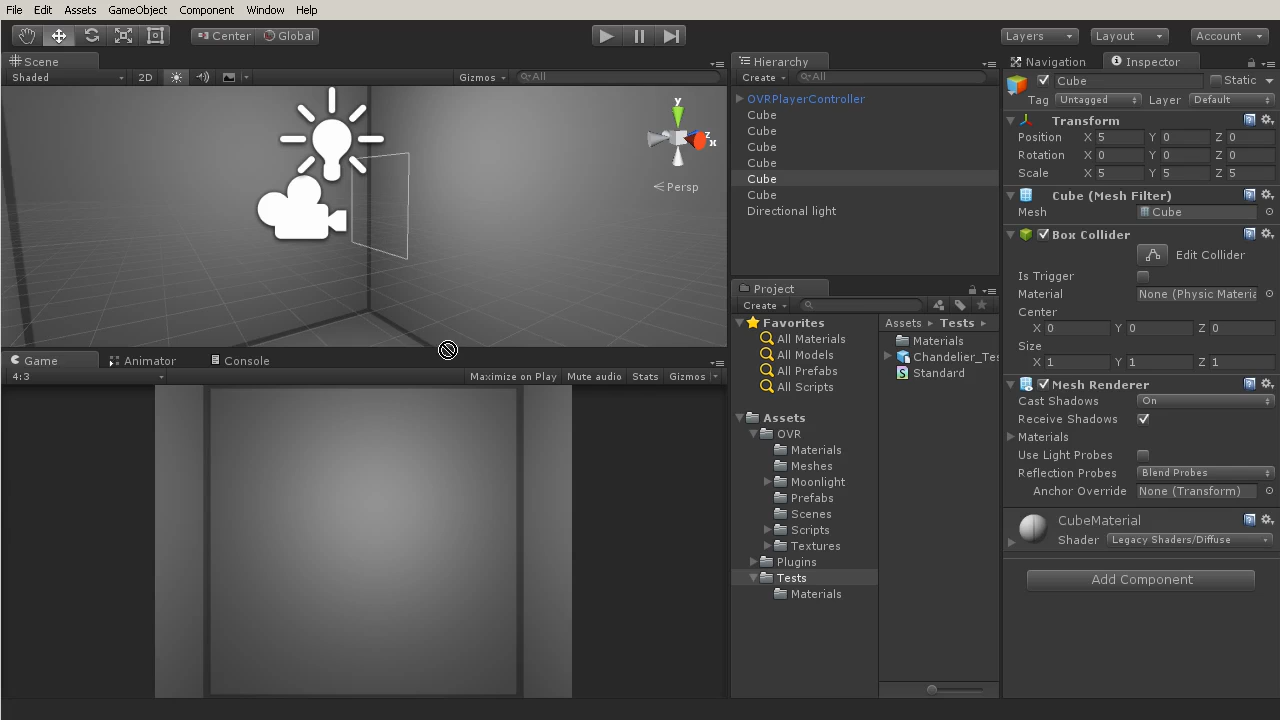 File Edit Assets GameObject Component Window Help
Center Global Layers Layout Account
Scene
Shaded 2D Gizmos All
y
z
x
Persp
Game Animator Console
4:3 Maximize on Play Mute audio Stats Gizmos
Hierarchy
Create All
OVRPlayerController
Cube
Cube
Cube
Cube
Cube
Cube
Directional light
Project
Create
Favorites
All Materials
All Models
All Prefabs
All Scripts
Assets
OVR
Materials
Meshes
Moonlight
Prefabs
Scenes
Scripts
Textures
Plugins
Tests
Materials
Assets Tests
Materials
Chandelier_Tes
Standard
Navigation Inspector
Cube Static
Tag Untagged Layer Default
Transform
Position X 5 Y 0 Z 0
Rotation X 0 Y 0 Z 0
Scale X 5 Y 5 Z 5
Cube (Mesh Filter)
Mesh Cube
Box Collider
Edit Collider
Is Trigger
Material None (Physic Materia
Center
X 0 Y 0 Z 0
Size
X 1 Y 1 Z 1
Mesh Renderer
Cast Shadows On
Receive Shadows
Materials
Use Light Probes
Reflection Probes Blend Probes
Anchor Override None (Transform)
CubeMaterial
Shader Legacy Shaders/Diffuse
Add Component